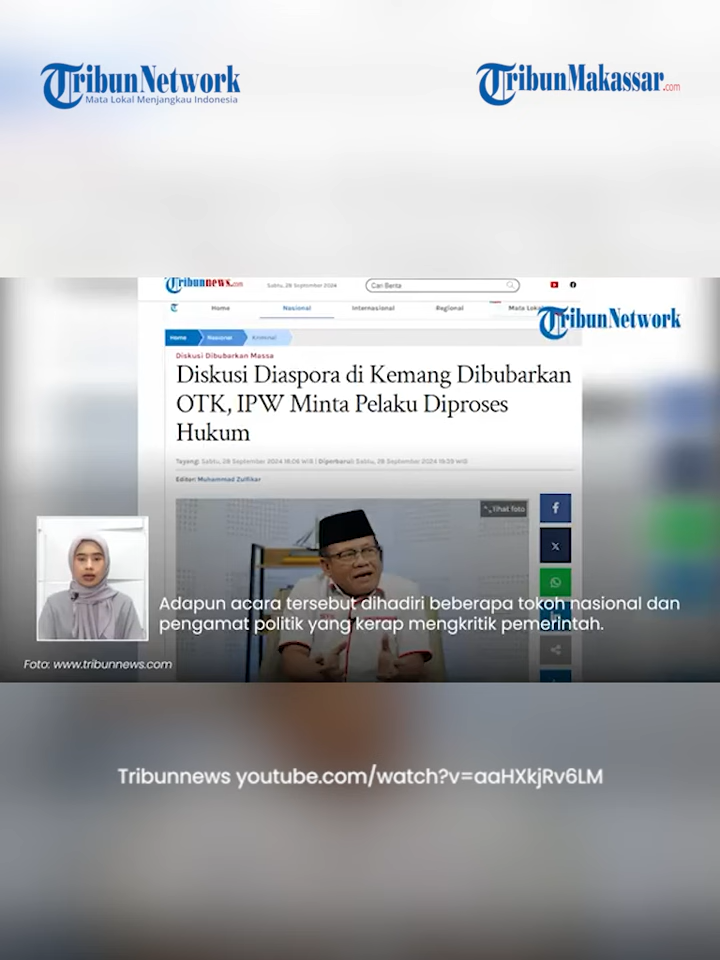 TribunNetwork
Mata Lokal Menjangkau Indonesia
TribunMakassar.com
Tribunnews.com
Sabtu, 28 September 2024
Cari Berita
Home
Nasional
Internasional
Regional
Mata Lokal
TribunNetwork
Home
Nasional
Kriminal
Diskusi Dibubarkan Massa
Diskusi Diaspora di Kemang Dibubarkan
OTK, IPW Minta Pelaku Diproses
Hukum
Tayang: Sabtu, 28 September 2024 18:06 WIB | Diperbarui: Sabtu, 28 September 2024 18:39 WIB
Editor: Muhammad Zulfikar
lihat foto
Adapun acara tersebut dihadiri beberapa tokoh nasional dan
pengamat politik yang kerap mengkritik pemerintah.
Foto: www.tribunnews.com
Tribunnews youtube.com/watch?v=aaHXkjRv6LM